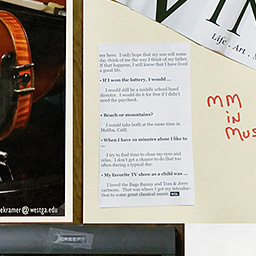 my hero. I only hope that my son will some
day think of me the way I think of my father.
If that happens, I will know that I have lived
a good life.
• If I won the lottery, I would ...
I would still be a middle school band
director. I would do it for free if I didn't
need the paycheck.
• Beach or mountains?
I would take both at the same time in
Malibu, Calif.
• When I have 10 minutes alone I like to
...
I try to find time to close my eyes and
relax. I don't get a chance to do that too
often during a typical day.
• My favorite TV show as a child was ...
I loved the Bugs Bunny and Tom & Jerry
cartoons. That was where I got my introduc-
tion to some great classical music.
ekramer@westga.edu
Life . Art .
MM
in
Mus